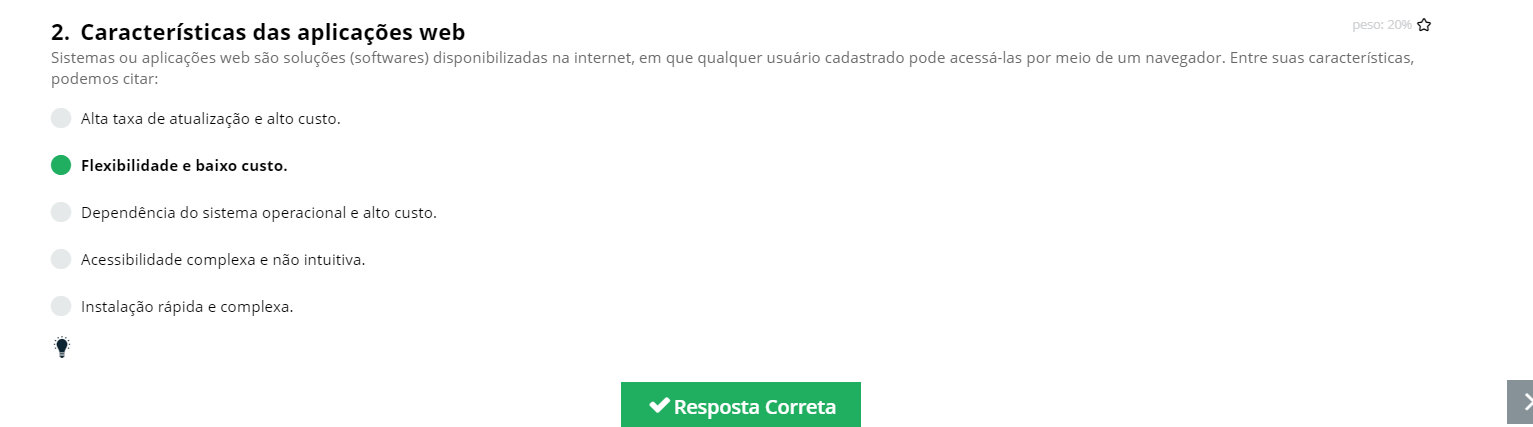 2. Características das aplicações web
peso: 20%
Sistemas ou aplicações web são soluções (softwares) disponibilizadas na internet, em que qualquer usuário cadastrado pode acessá-las por meio de um navegador. Entre suas características,
podemos citar:
Alta taxa de atualização e alto custo.
Flexibilidade e baixo custo.
Dependência do sistema operacional e alto custo.
Acessibilidade complexa e não intuitiva.
Instalação rápida e complexa.
Resposta Correta